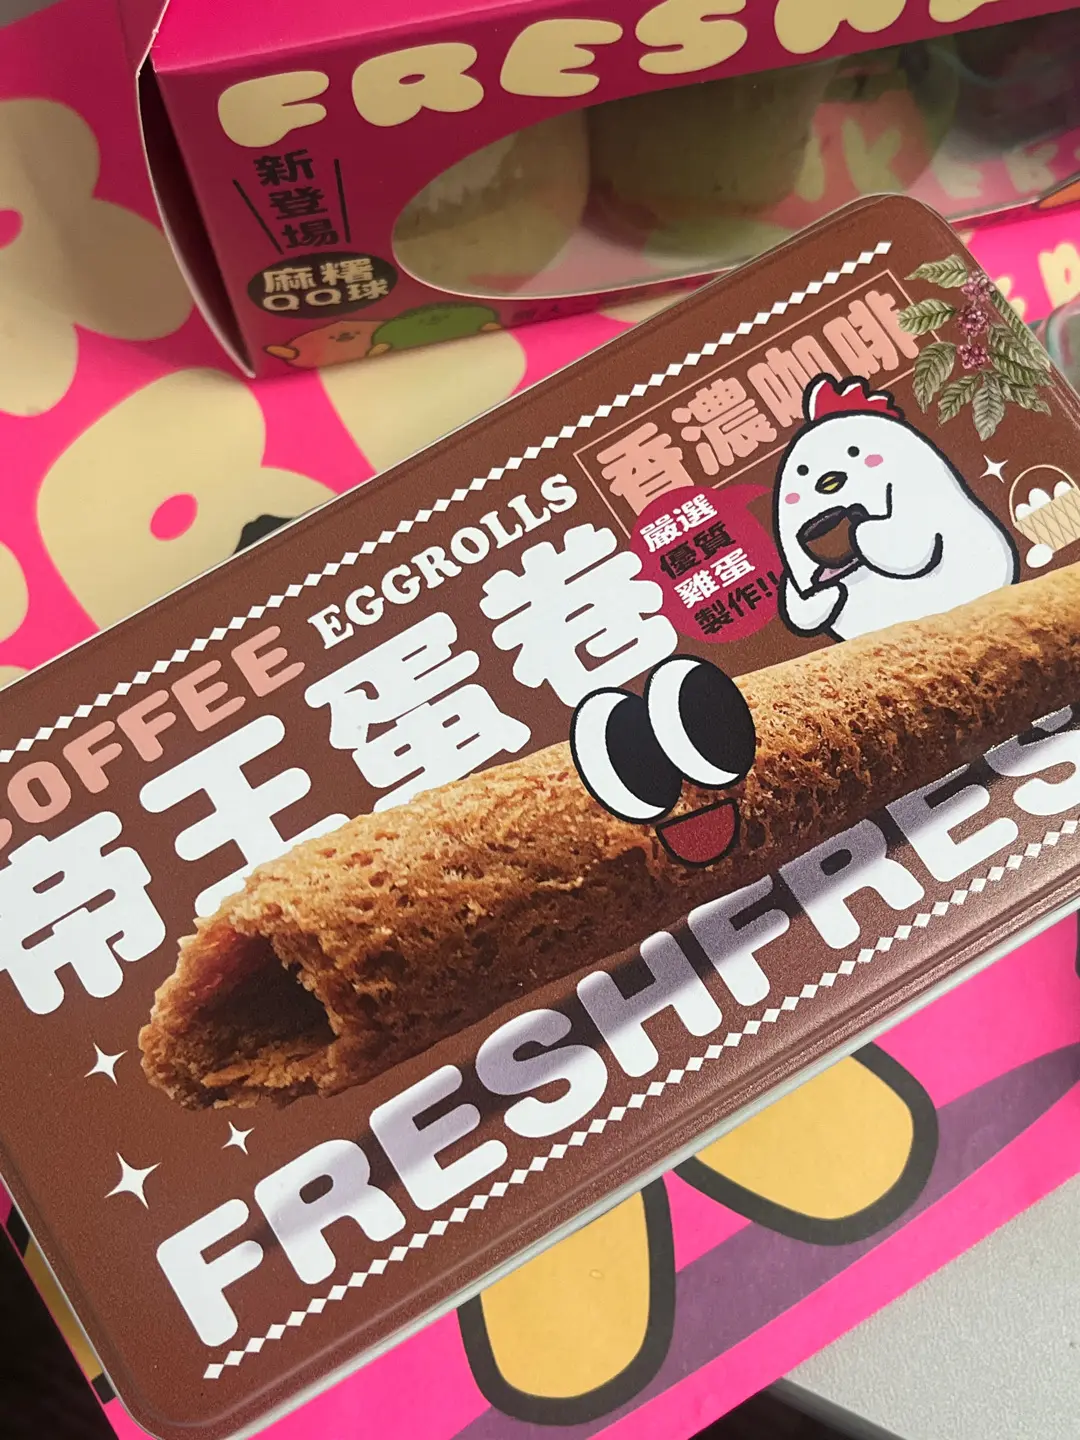 FRESH
新
登
場
麻糬
QQ球
香濃咖啡
嚴選
優質
雞蛋
製作!!
COFFEE EGGROLLS
帝王蛋卷
FRESHFRES